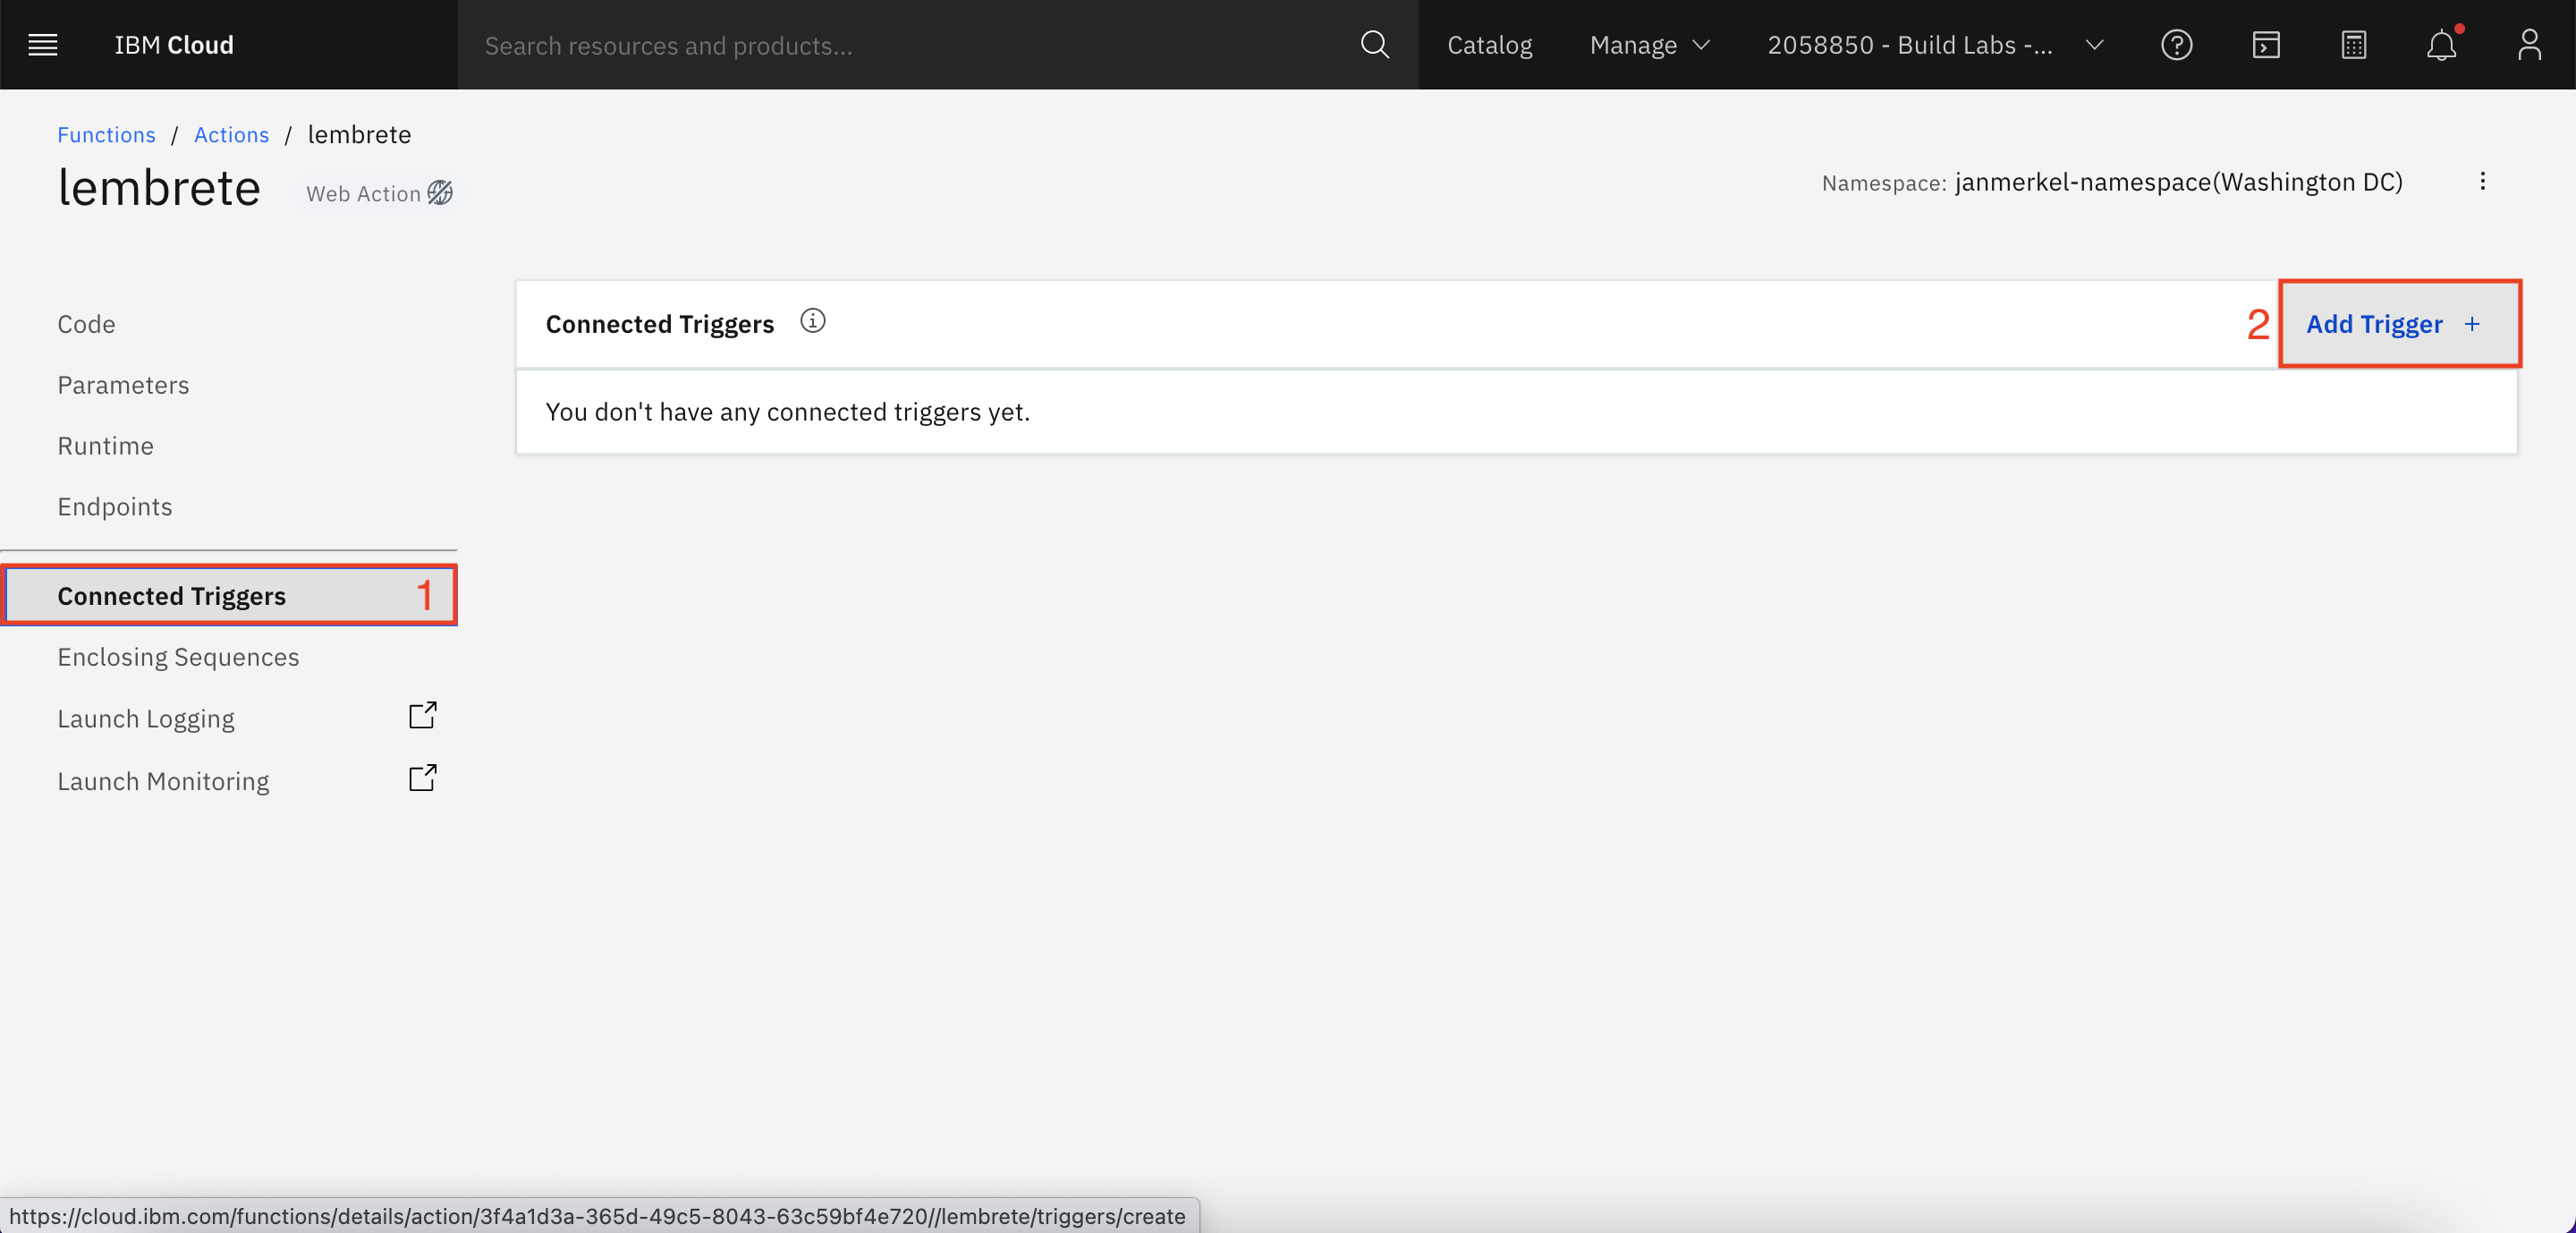 IBM Cloud
Search resources and products...
Catalog
Manage
2058850 - Build Labs -...
Functions / Actions / lembrete
lembrete
Web Action
Namespace: janmerkel-namespace(Washington DC)
Code
Parameters
Runtime
Endpoints
Connected Triggers 1
Enclosing Sequences
Launch Logging
Launch Monitoring
Connected Triggers
2 Add Trigger +
You don't have any connected triggers yet.
https://cloud.ibm.com/functions/details/action/3f4a1d3a-365d-49c5-8043-63c59bf4e720//lembrete/triggers/create